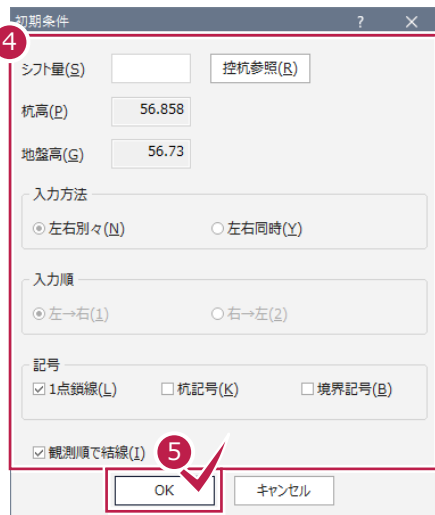 初期条件 ? ×
4
シフト量(S) 控杭参照(R)
杭高(P) 56.858
地盤高(G) 56.73
入力方法
左右別々(N) 左右同時(Y)
入力順
左→右(1) 右→左(2)
記号
1点鎖線(L) 杭記号(K) 境界記号(B)
観測順で結線(I)
5
OK キャンセル